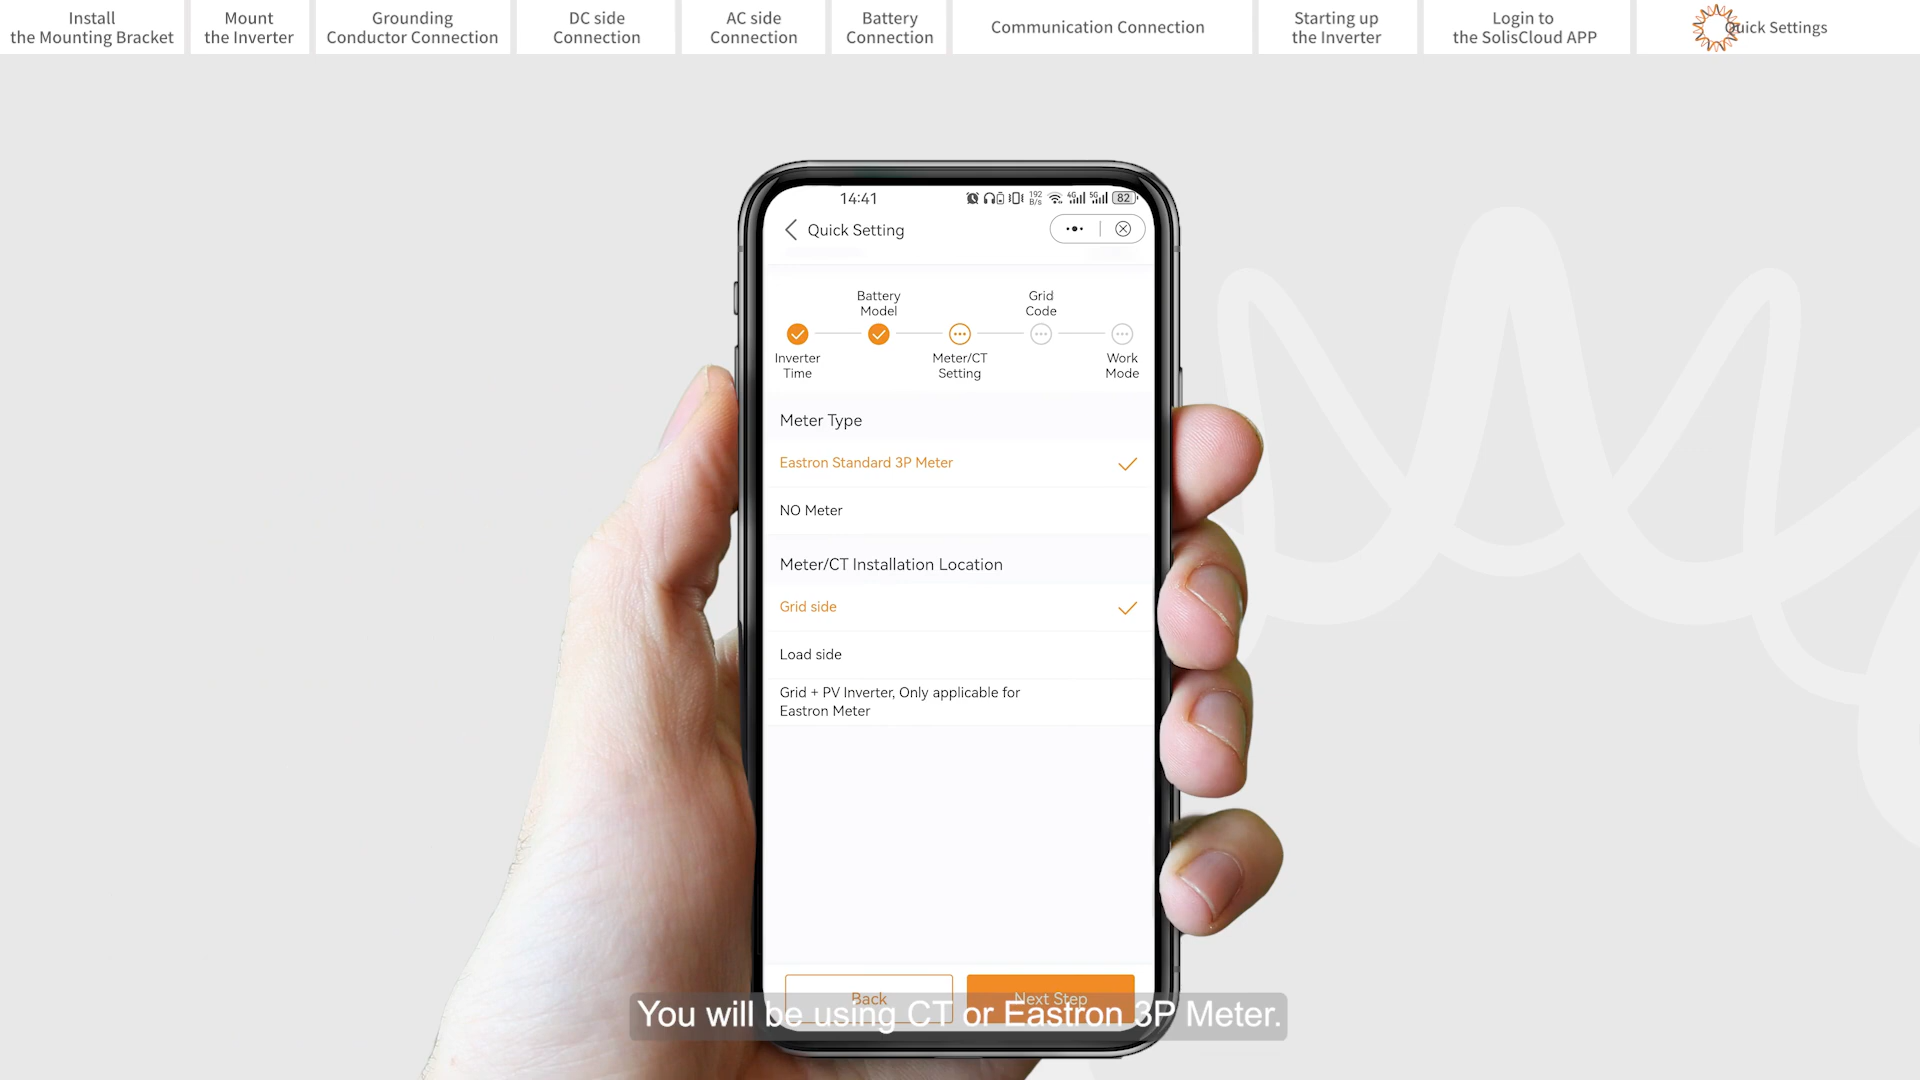 Install
the Mounting Bracket
Mount
the Inverter
Grounding
Conductor Connection
DC side
Connection
AC side
Connection
Battery
Connection
Communication Connection
Starting up
the Inverter
Login to
the SolisCloud APP
Quick Settings
14:41
192
B/s
4G
5G
82
Quick Setting
Battery
Model
Grid
Code
Inverter
Time
Meter/CT
Setting
Work
Mode
Meter Type
Eastron Standard 3P Meter
NO Meter
Meter/CT Installation Location
Grid side
Load side
Grid + PV Inverter, Only applicable for
Eastron Meter
Back
Next Step
You will be using CT or Eastron 3P Meter.